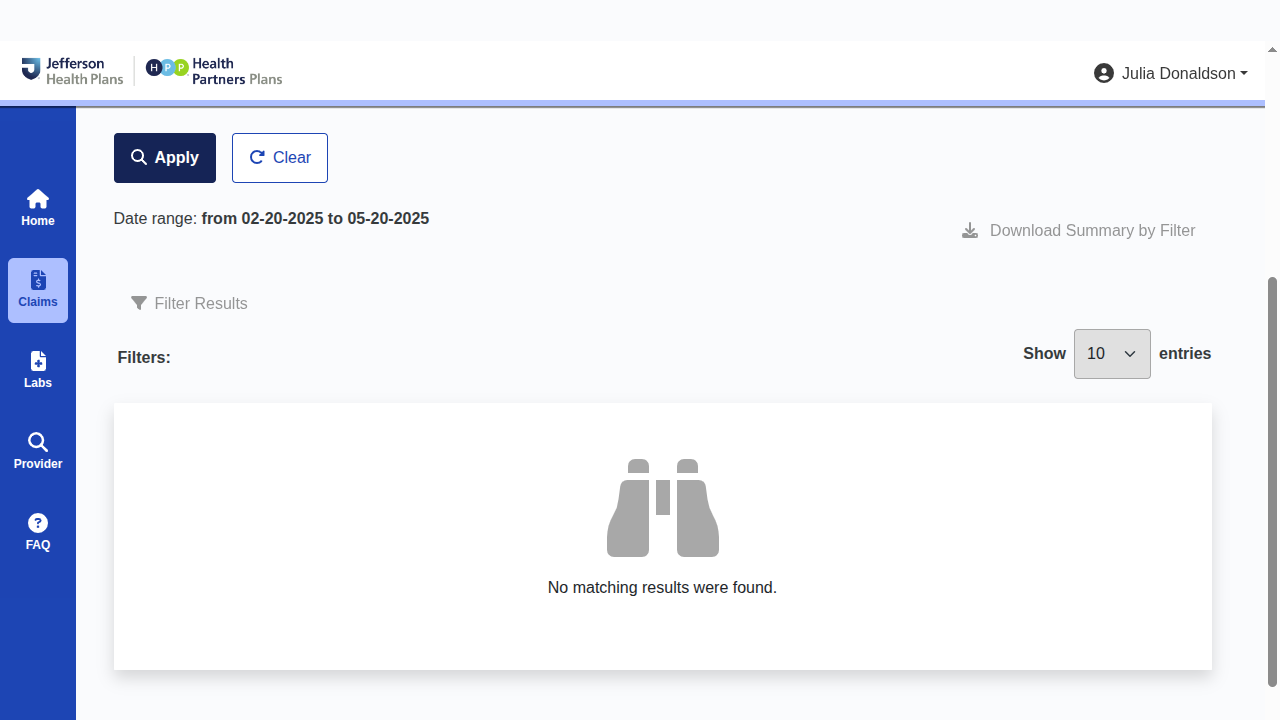 Jefferson
Health Plans
H P P
Health
Partners Plans
Julia Donaldson
Home
Claims
Labs
Provider
FAQ
Apply
Clear
Date range: from 02-20-2025 to 05-20-2025
Download Summary by Filter
Filter Results
Filters:
Show 10 entries
No matching results were found.